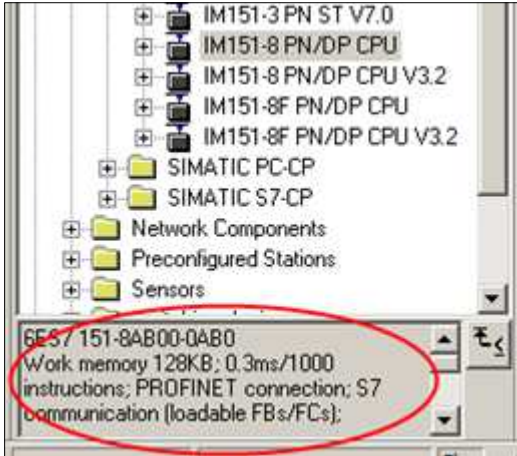 IM151-3 PN ST V7.0
IM151-8 PN/DP CPU
IM151-8 PN/DP CPU V3.2
IM151-8F PN/DP CPU
IM151-8F PN/DP CPU V3.2
SIMATIC PC-CP
SIMATIC S7-CP
Network Components
Preconfigured Stations
Sensors
6ES7 151-8AB00-0AB0
Work memory 128KB; 0.3ms/1000
instructions; PROFINET connection; S7
communication (loadable FBs/FCs);